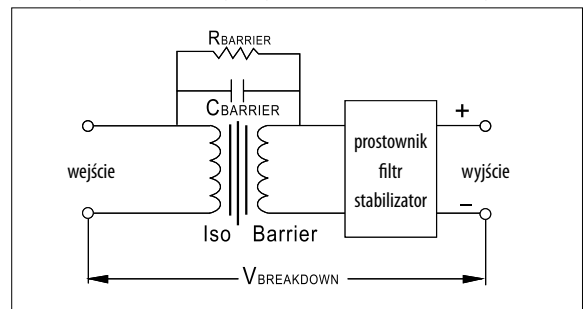 RBARRIER
CBARRIER
+
prostownik
filtr
stabilizator
wejście
wyjście
–
Iso Barrier
VBREAKDOWN